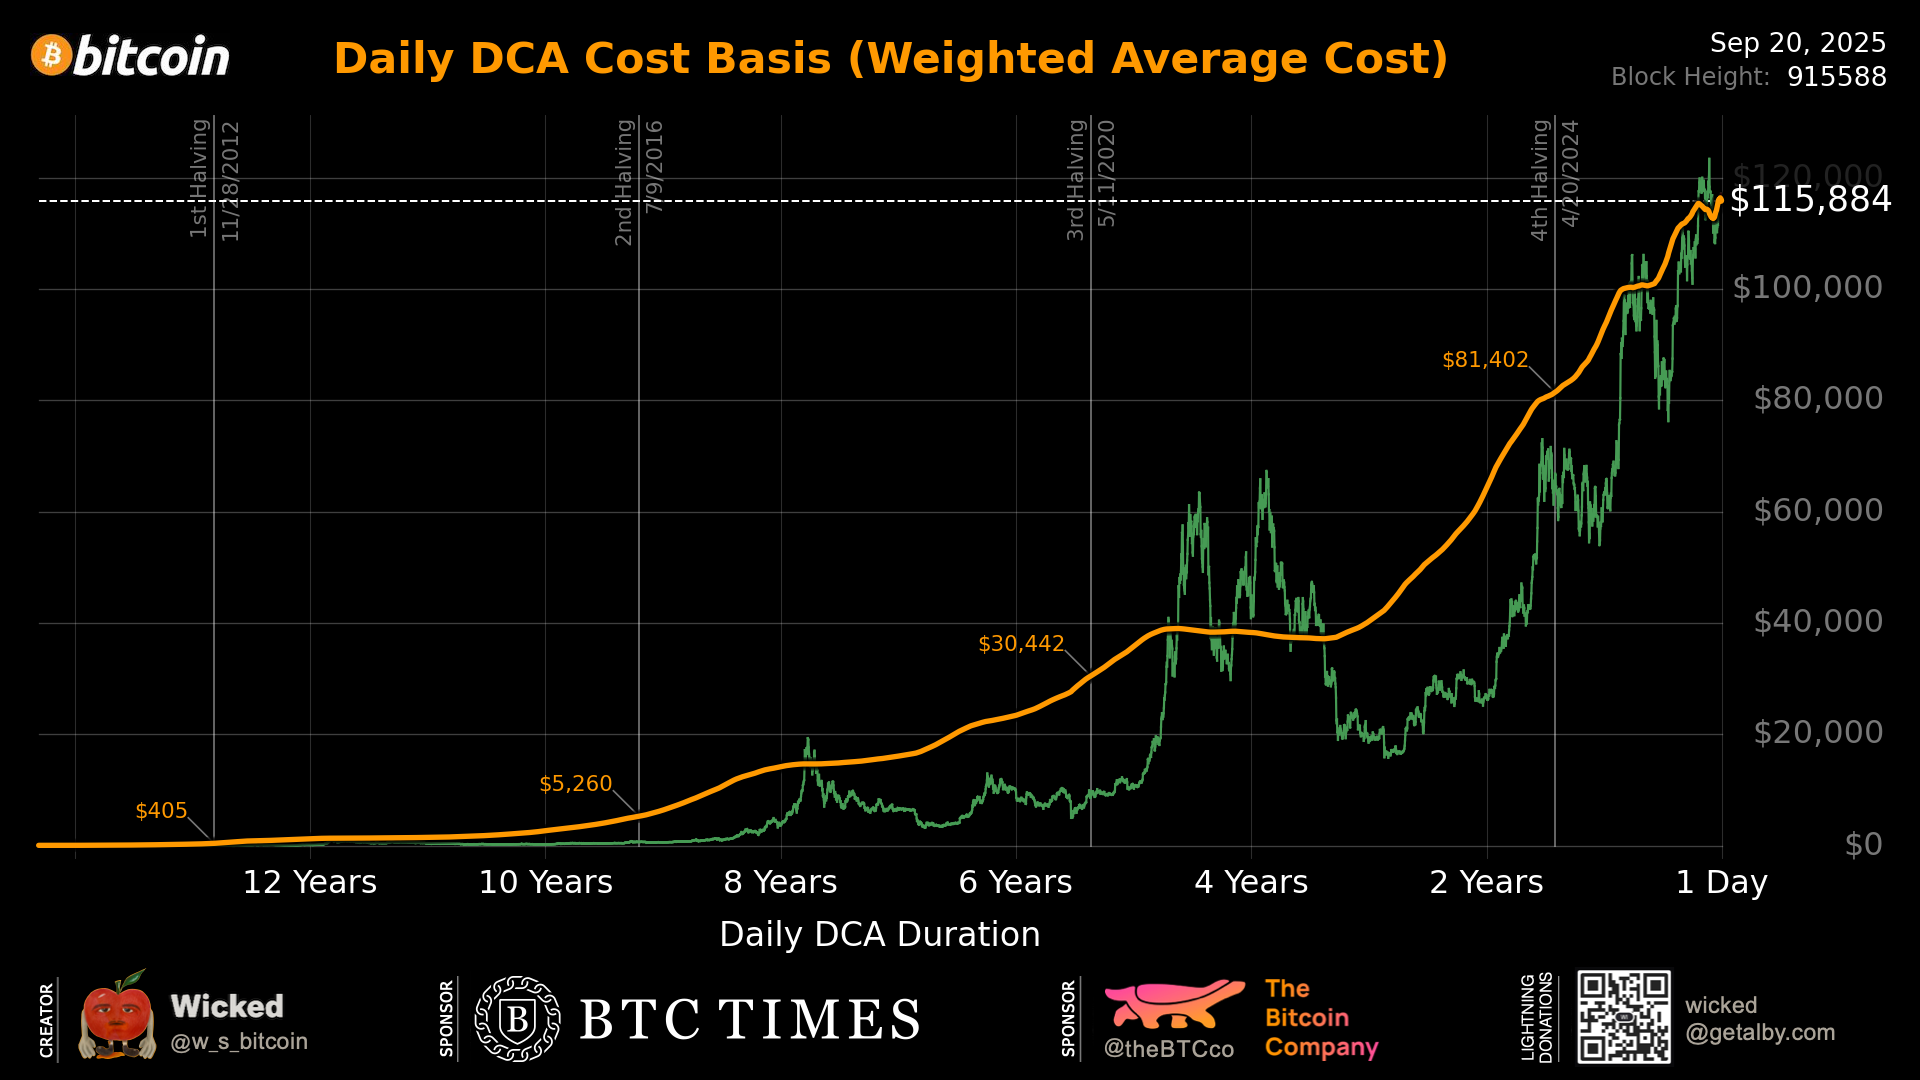 bitcoin
Daily DCA Cost Basis (Weighted Average Cost)
Sep 20, 2025
Block Height: 915588
1st Halving
11/28/2012
2nd Halving
7/9/2016
3rd Halving
5/11/2020
4th Halving
4/20/2024
$120,000
$115,884
$100,000
$81,402
$80,000
$60,000
$30,442
$40,000
$20,000
$5,260
$405
$0
12 Years
10 Years
8 Years
6 Years
4 Years
2 Years
1 Day
Daily DCA Duration
CREATOR
Wicked
@w_s_bitcoin
SPONSOR
B
BTC TIMES
SPONSOR
@theBTCco
The
Bitcoin
Company
LIGHTNING
DONATIONS
wicked
@getalby.com